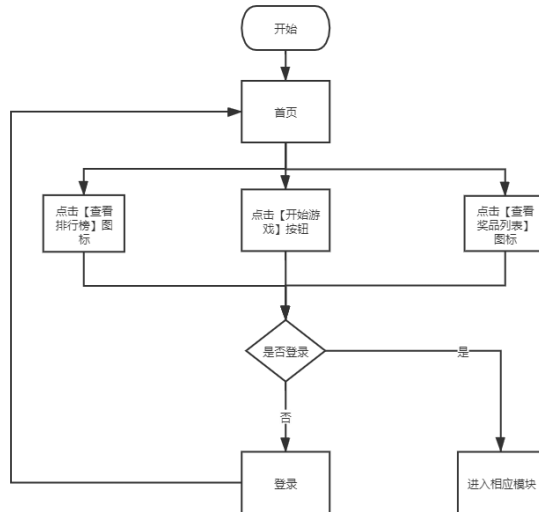 开始
首页
点击【查看
排行榜】图
标
点击【开始游
戏】按钮
点击【查看
奖品列表】
图标
是否登录
是
否
登录
进入相应模块